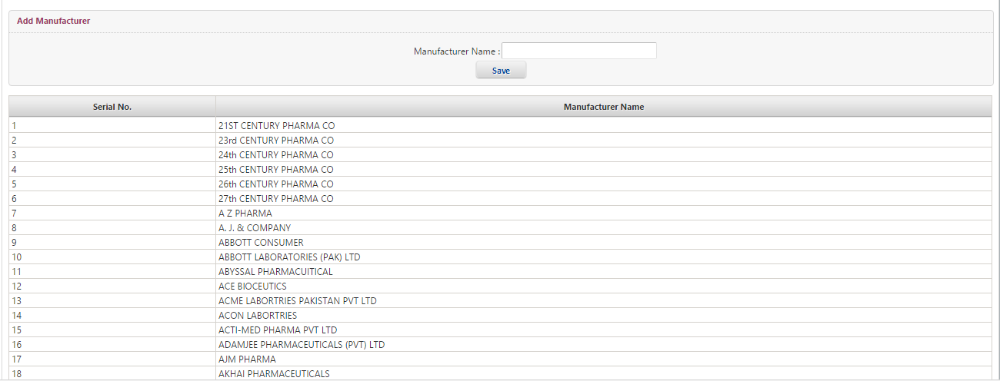 Add Manufacturer
Manufacturer Name :
Save
Serial No. Manufacturer Name
1 21ST CENTURY PHARMA CO
2 23rd CENTURY PHARMA CO
3 24th CENTURY PHARMA CO
4 25th CENTURY PHARMA CO
5 26th CENTURY PHARMA CO
6 27th CENTURY PHARMA CO
7 A Z PHARMA
8 A. J. & COMPANY
9 ABBOTT CONSUMER
10 ABBOTT LABORATORIES (PAK) LTD
11 ABYSSAL PHARMACUITICAL
12 ACE BIOCEUTICS
13 ACME LABORTRIES PAKISTAN PVT LTD
14 ACON LABORTRIES
15 ACTI-MED PHARMA PVT LTD
16 ADAMJEE PHARMACEUTICALS (PVT) LTD
17 AJM PHARMA
18 AKHAI PHARMACEUTICALS